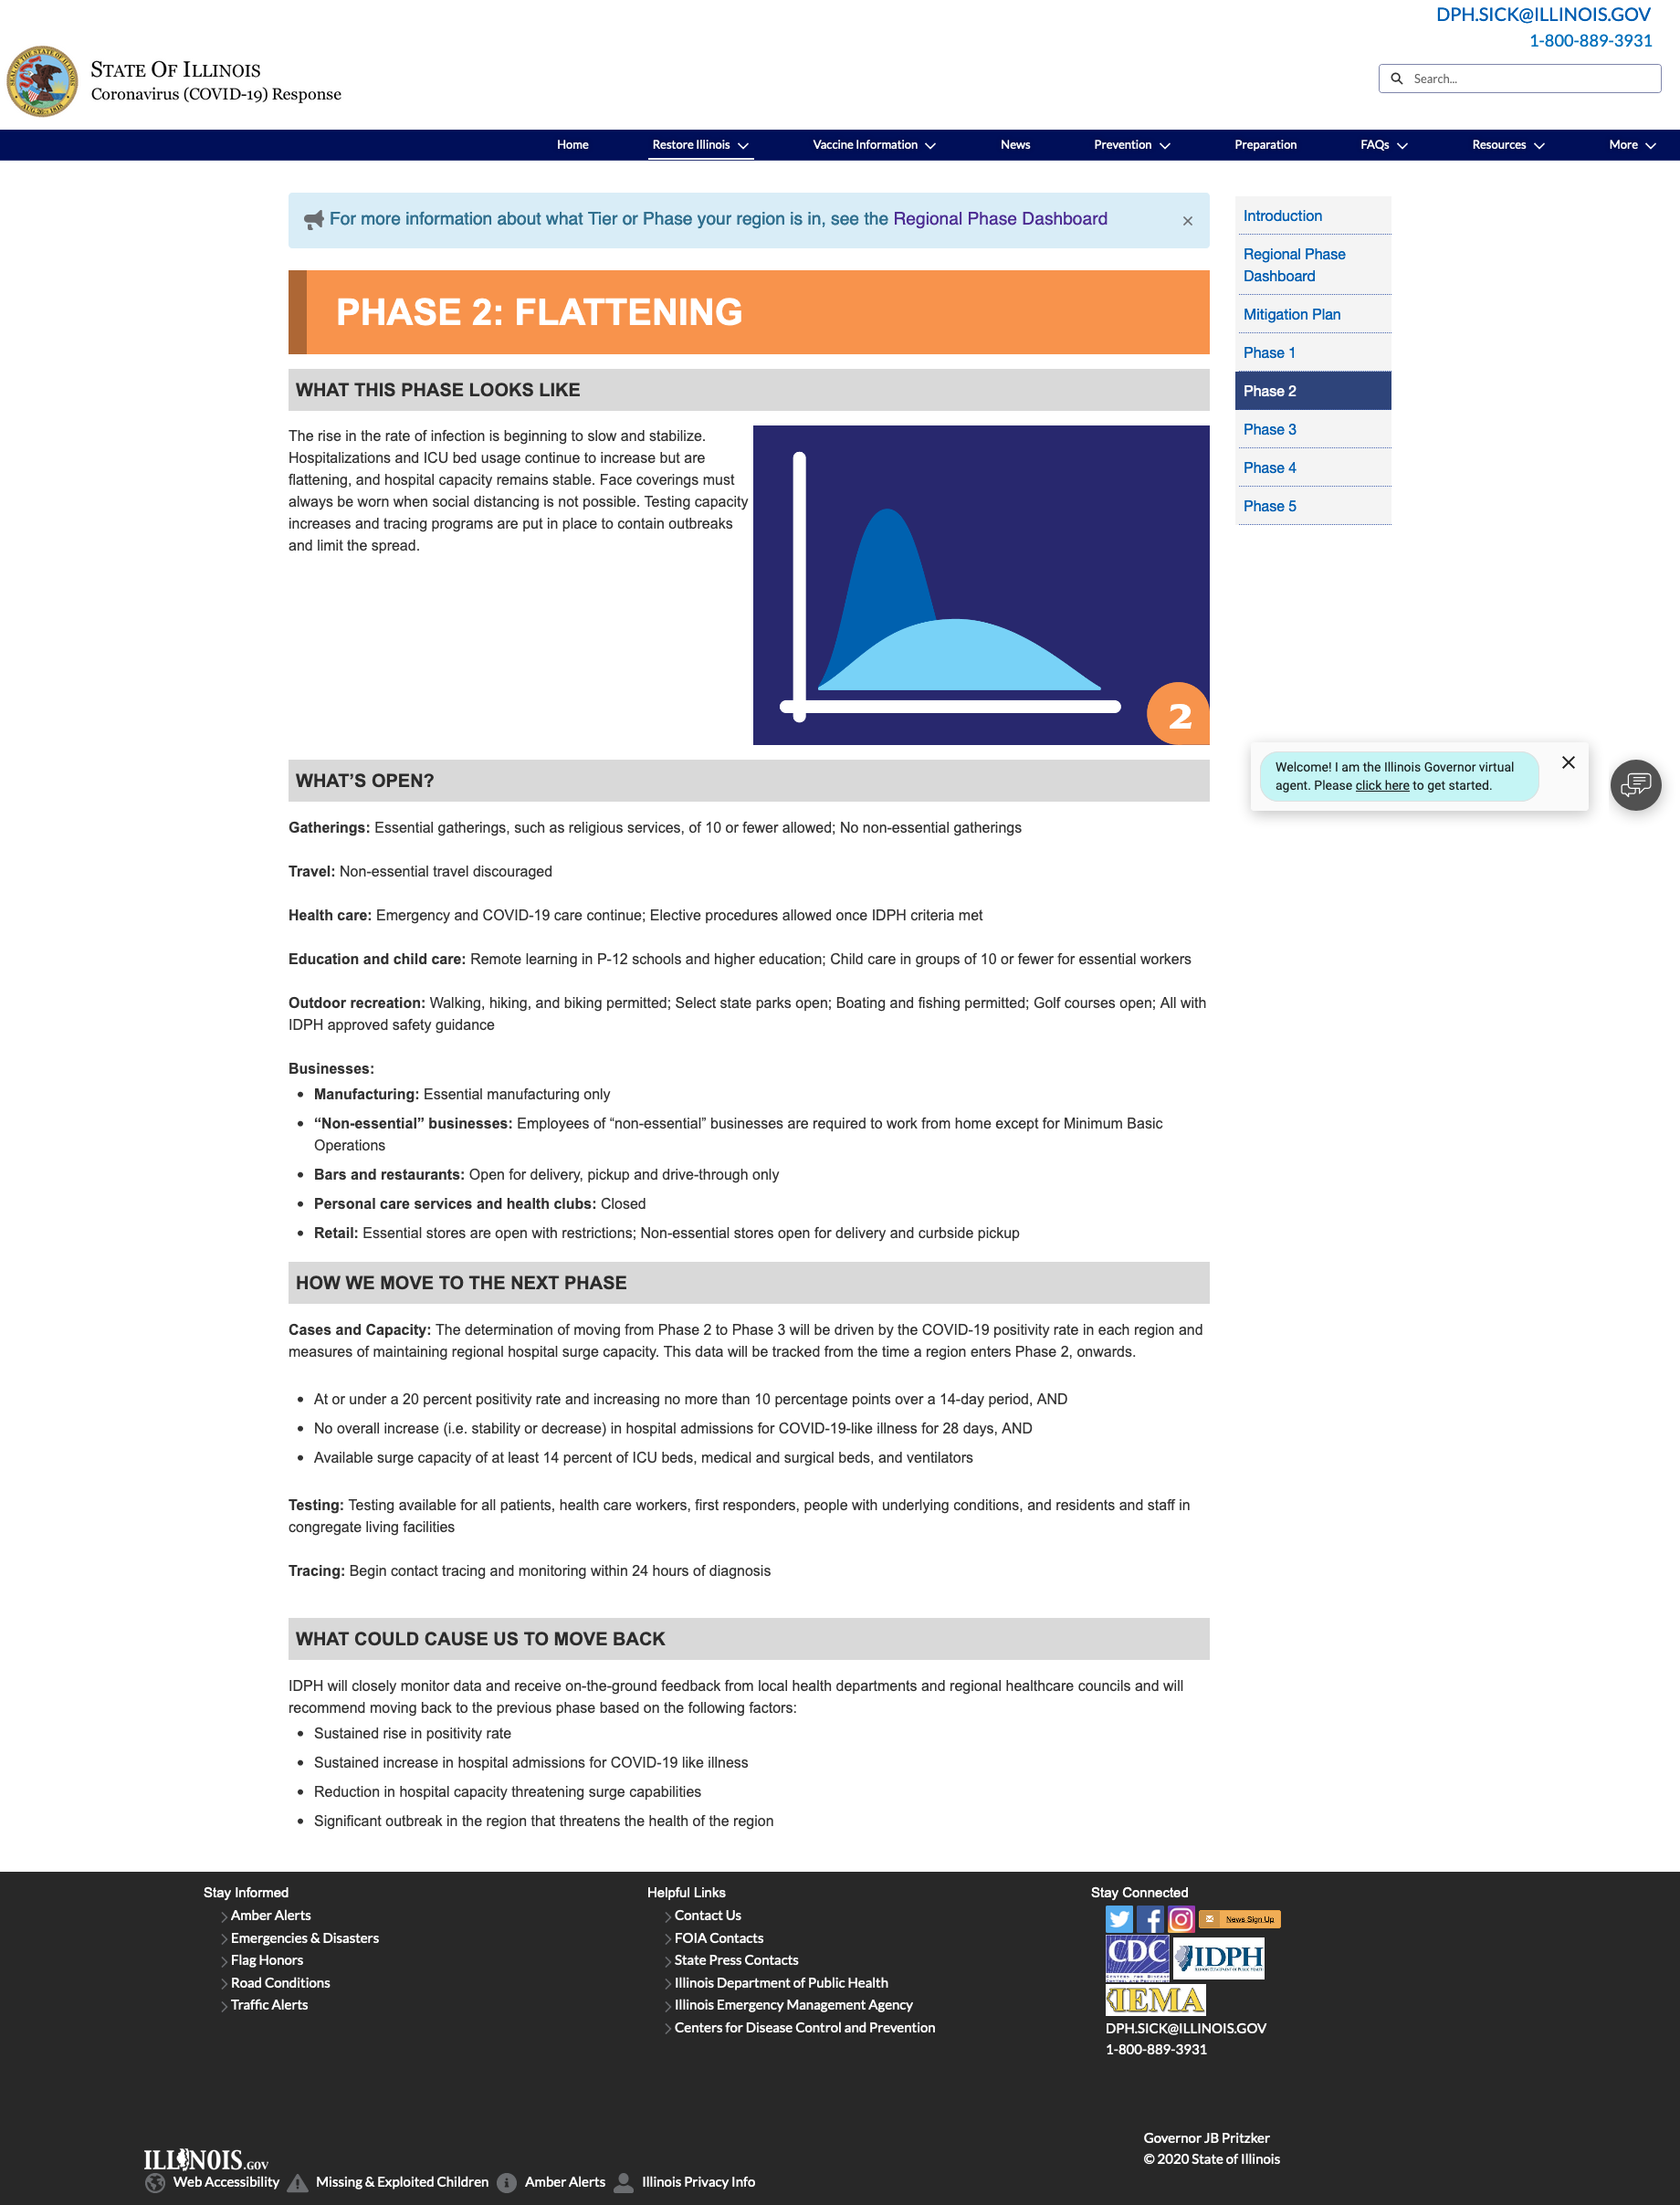 DPH.SICK@ILLINOIS.GOV
1-800-889-3931
STATE OF ILLINOIS
Coronavirus (COVID-19) Response
Search...
Home
Restore Illinois
Vaccine Information
News
Prevention
Preparation
FAQs
Resources
More
For more information about what Tier or Phase your region is in, see the Regional Phase Dashboard
×
PHASE 2: FLATTENING
WHAT THIS PHASE LOOKS LIKE
The rise in the rate of infection is beginning to slow and stabilize.
Hospitalizations and ICU bed usage continue to increase but are
flattening, and hospital capacity remains stable. Face coverings must
always be worn when social distancing is not possible. Testing capacity
increases and tracing programs are put in place to contain outbreaks
and limit the spread.
2
Introduction
Regional Phase
Dashboard
Mitigation Plan
Phase 1
Phase 2
Phase 3
Phase 4
Phase 5
Welcome! I am the Illinois Governor virtual
agent. Please click here to get started.
WHAT'S OPEN?
Gatherings: Essential gatherings, such as religious services, of 10 or fewer allowed; No non-essential gatherings
Travel: Non-essential travel discouraged
Health care: Emergency and COVID-19 care continue; Elective procedures allowed once IDPH criteria met
Education and child care: Remote learning in P-12 schools and higher education; Child care in groups of 10 or fewer for essential workers
Outdoor recreation: Walking, hiking, and biking permitted; Select state parks open; Boating and fishing permitted; Golf courses open; All with
IDPH approved safety guidance
Businesses:
• Manufacturing: Essential manufacturing only
• “Non-essential” businesses: Employees of “non-essential” businesses are required to work from home except for Minimum Basic
Operations
• Bars and restaurants: Open for delivery, pickup and drive-through only
• Personal care services and health clubs: Closed
• Retail: Essential stores are open with restrictions; Non-essential stores open for delivery and curbside pickup
HOW WE MOVE TO THE NEXT PHASE
Cases and Capacity: The determination of moving from Phase 2 to Phase 3 will be driven by the COVID-19 positivity rate in each region and
measures of maintaining regional hospital surge capacity. This data will be tracked from the time a region enters Phase 2, onwards.
• At or under a 20 percent positivity rate and increasing no more than 10 percentage points over a 14-day period, AND
• No overall increase (i.e. stability or decrease) in hospital admissions for COVID-19-like illness for 28 days, AND
• Available surge capacity of at least 14 percent of ICU beds, medical and surgical beds, and ventilators
Testing: Testing available for all patients, health care workers, first responders, people with underlying conditions, and residents and staff in
congregate living facilities
Tracing: Begin contact tracing and monitoring within 24 hours of diagnosis
WHAT COULD CAUSE US TO MOVE BACK
IDPH will closely monitor data and receive on-the-ground feedback from local health departments and regional healthcare councils and will
recommend moving back to the previous phase based on the following factors:
• Sustained rise in positivity rate
• Sustained increase in hospital admissions for COVID-19 like illness
• Reduction in hospital capacity threatening surge capabilities
• Significant outbreak in the region that threatens the health of the region
Stay Informed
Amber Alerts
Emergencies & Disasters
Flag Honors
Road Conditions
Traffic Alerts
Helpful Links
Contact Us
FOIA Contacts
State Press Contacts
Illinois Department of Public Health
Illinois Emergency Management Agency
Centers for Disease Control and Prevention
Stay Connected
News Sign Up
CDC
IDPH
IEMA
DPH.SICK@ILLINOIS.GOV
1-800-889-3931
Governor JB Pritzker
© 2020 State of Illinois
ILLINOIS.GOV
Web Accessibility
Missing & Exploited Children
Amber Alerts
Illinois Privacy Info